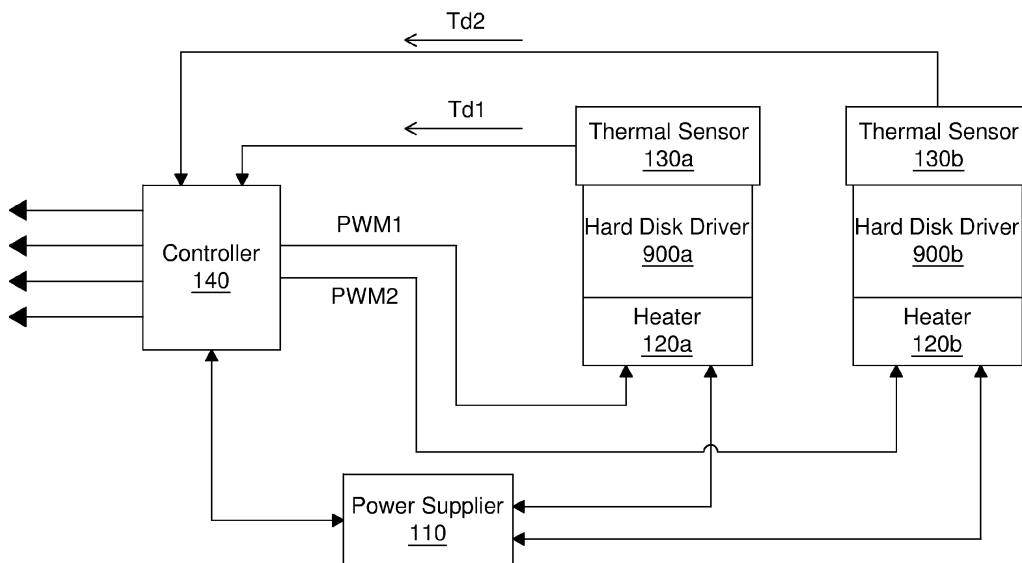 Td2
Td1
Thermal Sensor
130a
Thermal Sensor
130b
PWM1
Hard Disk Driver
900a
Hard Disk Driver
900b
Controller
140
PWM2
Heater
120a
Heater
120b
Power Supplier
110